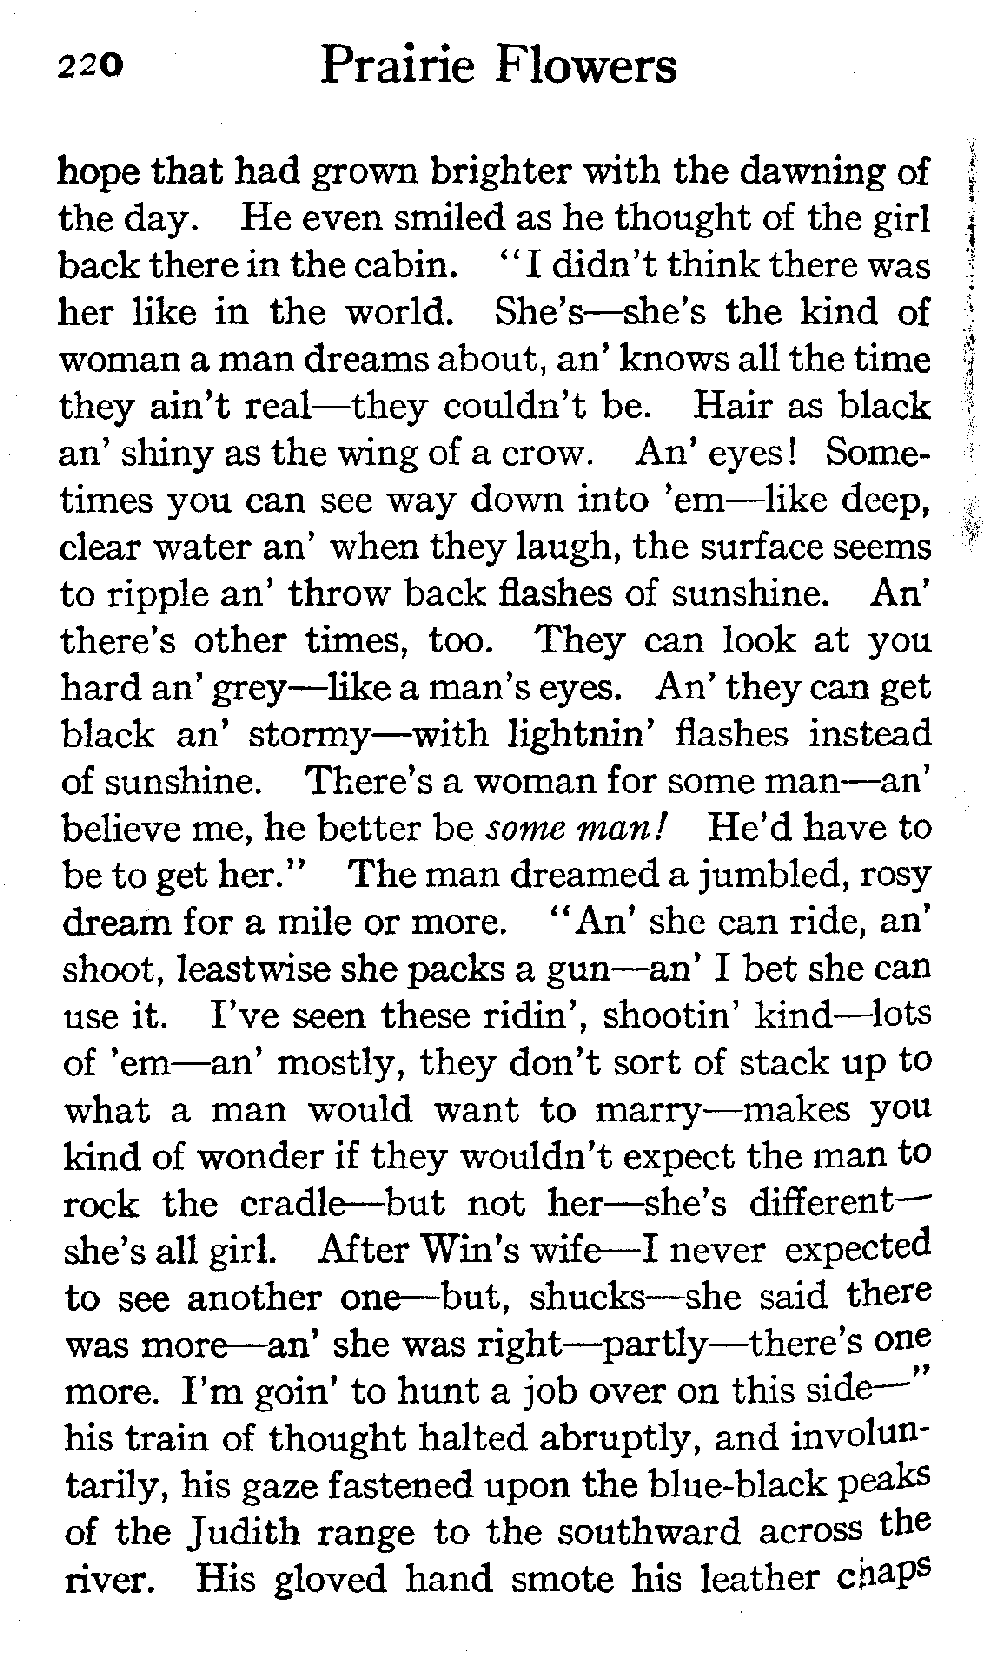 220 Prairie Flowers
hope that had grown brighter with the dawning of
the day. He even smiled as he thought of the girl
back there in the cabin. "I didn't think there was
her like in the world. She's—she's the kind of
woman a man dreams about, an' knows all the time
they ain't real—they couldn't be. Hair as black
an' shiny as the wing of a crow. An' eyes! Some-
times you can see way down into 'em—like deep,
clear water an' when they laugh, the surface seems
to ripple an' throw back flashes of sunshine. An'
there's other times, too. They can look at you
hard an' grey—like a man's eyes. An' they can get
black an' stormy—with lightnin' flashes instead
of sunshine. There's a woman for some man—an'
believe me, he better be some man! He'd have to
be to get her." The man dreamed a jumbled, rosy
dream for a mile or more. "An' she can ride, an'
shoot, leastwise she packs a gun—an' I bet she can
use it. I've seen these ridin', shootin' kind—lots
of 'em—an' mostly, they don't sort of stack up to
what a man would want to marry—makes you
kind of wonder if they wouldn't expect the man to
rock the cradle—but not her—she's different—
she's all girl. After Win's wife—I never expected
to see another one—but, shucks—she said there
was more—an' she was right—partly—there's one
more. I'm goin' to hunt a job over on this side—"
his train of thought halted abruptly, and involun-
tarily, his gaze fastened upon the blue-black peaks
of the Judith range to the southward across the
river. His gloved hand smote his leather chaps